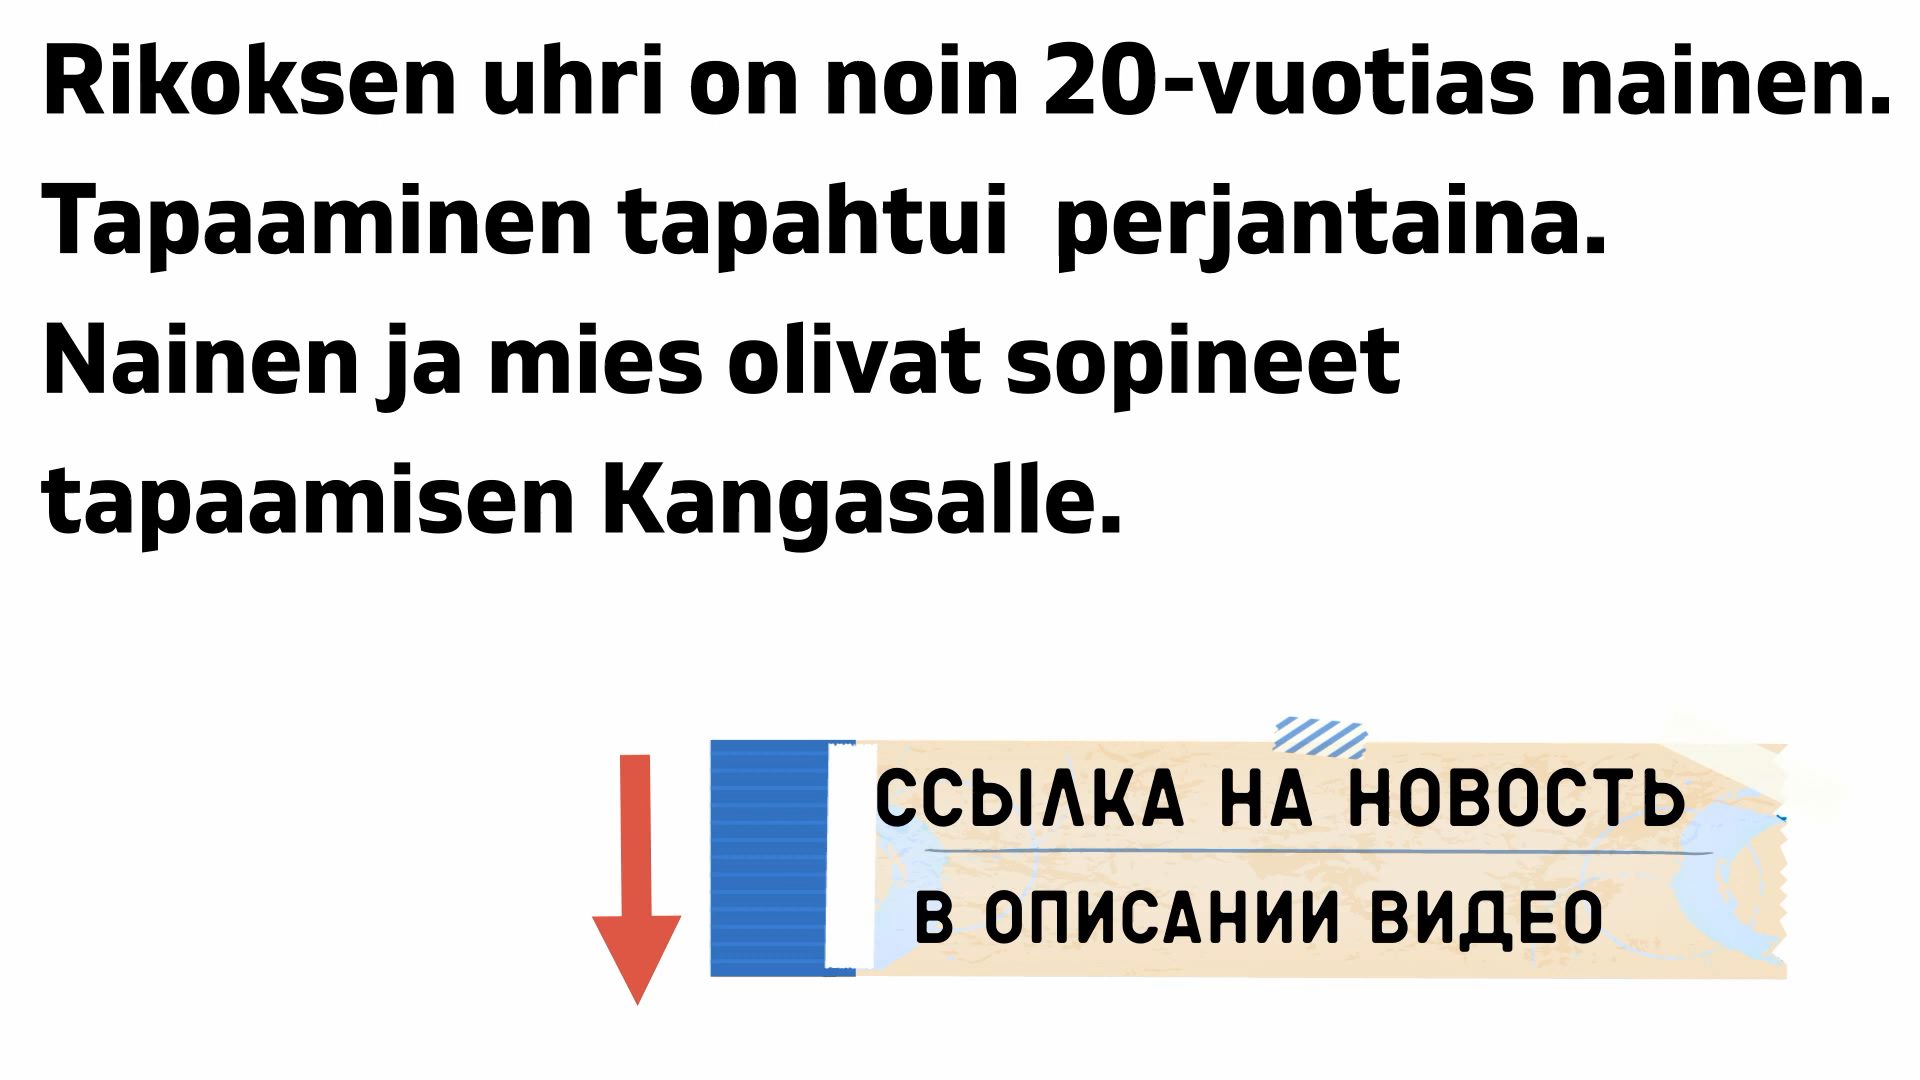 Rikoksen uhri on noin 20-vuotias nainen.
Tapaaminen tapahtui  perjantaina.
Nainen ja mies olivat sopineet
tapaamisen Kangasalle.
ССЫЛКА НА НОВОСТЬ
В ОПИСАНИИ ВИДЕО